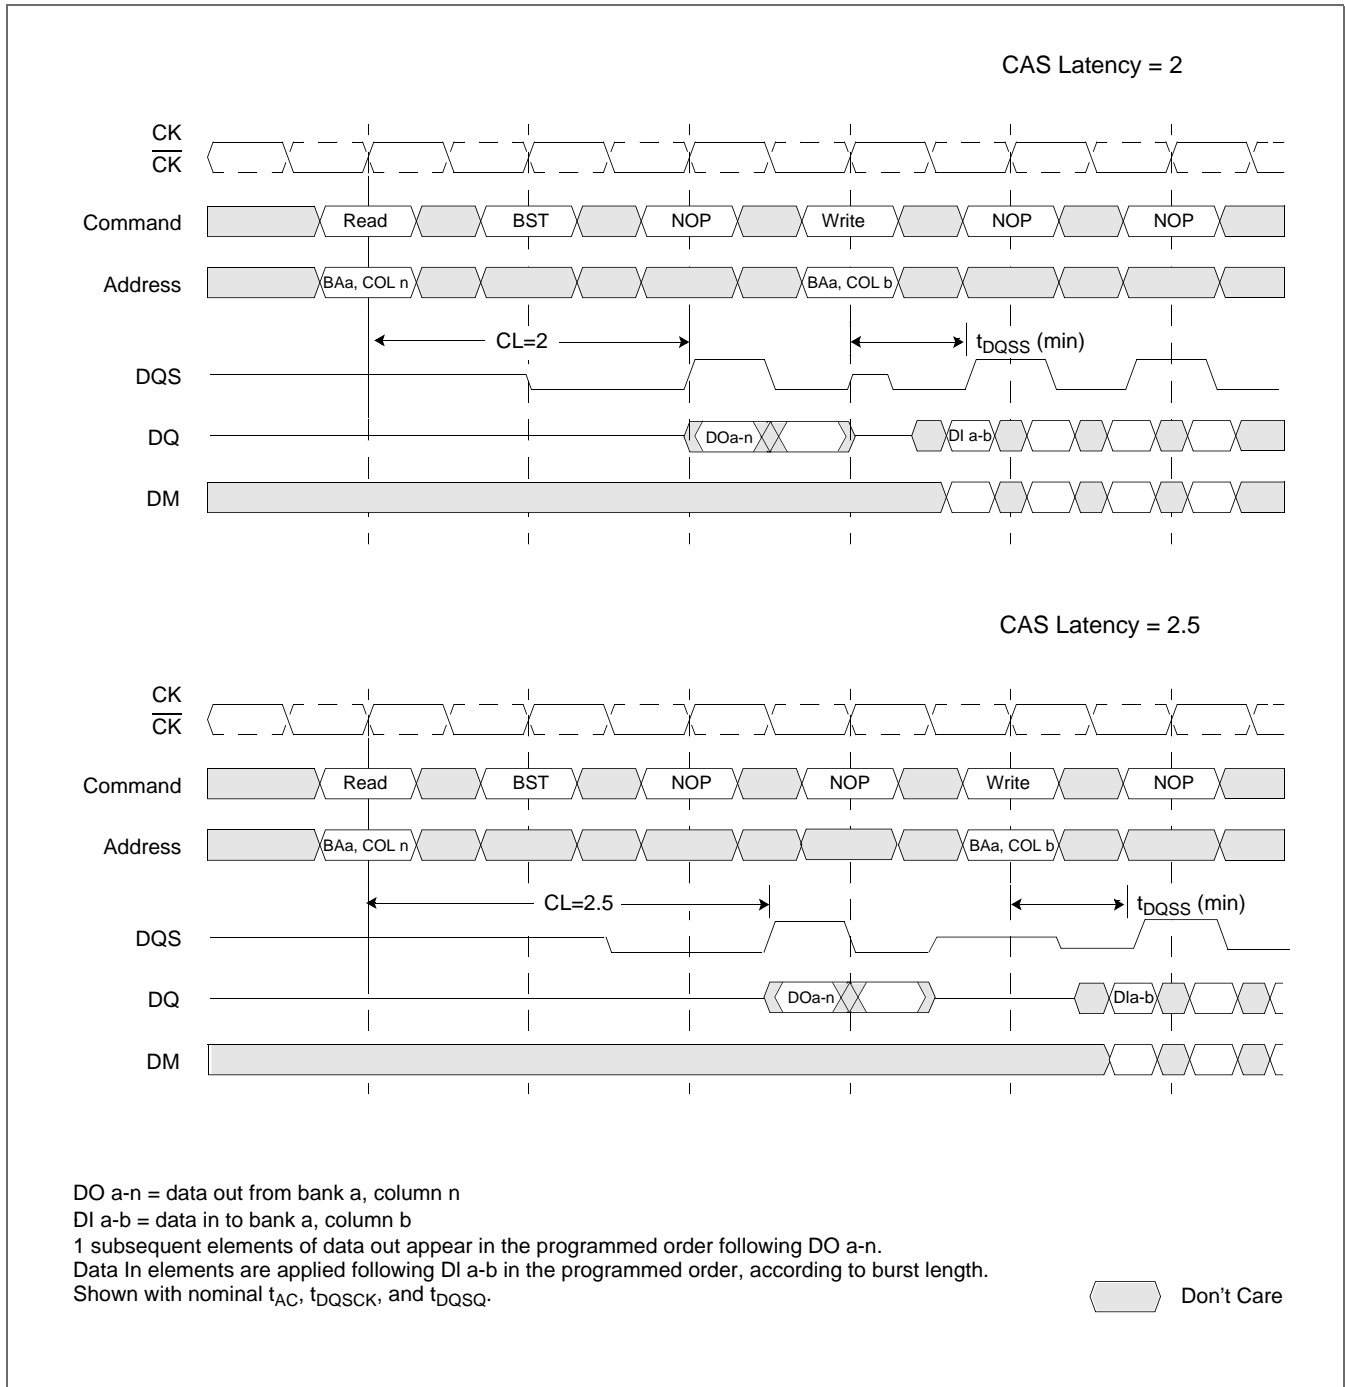 CAS Latency = 2
CK
CK
Command Read BST NOP Write NOP NOP
Address BAa, COL n BAa, COL b
CL=2 tDQSS (min)
DQS
DQ DOa-n DI a-b
DM
CAS Latency = 2.5
CK
CK
Command Read BST NOP NOP Write NOP
Address BAa, COL n BAa, COL b
CL=2.5 tDQSS (min)
DQS
DQ DOa-n DIa-b
DM
DO a-n = data out from bank a, column n
DI a-b = data in to bank a, column b
1 subsequent elements of data out appear in the programmed order following DO a-n.
Data In elements are applied following DI a-b in the programmed order, according to burst length.
Shown with nominal tAC, tDQSCK, and tDQSQ.
Don't Care